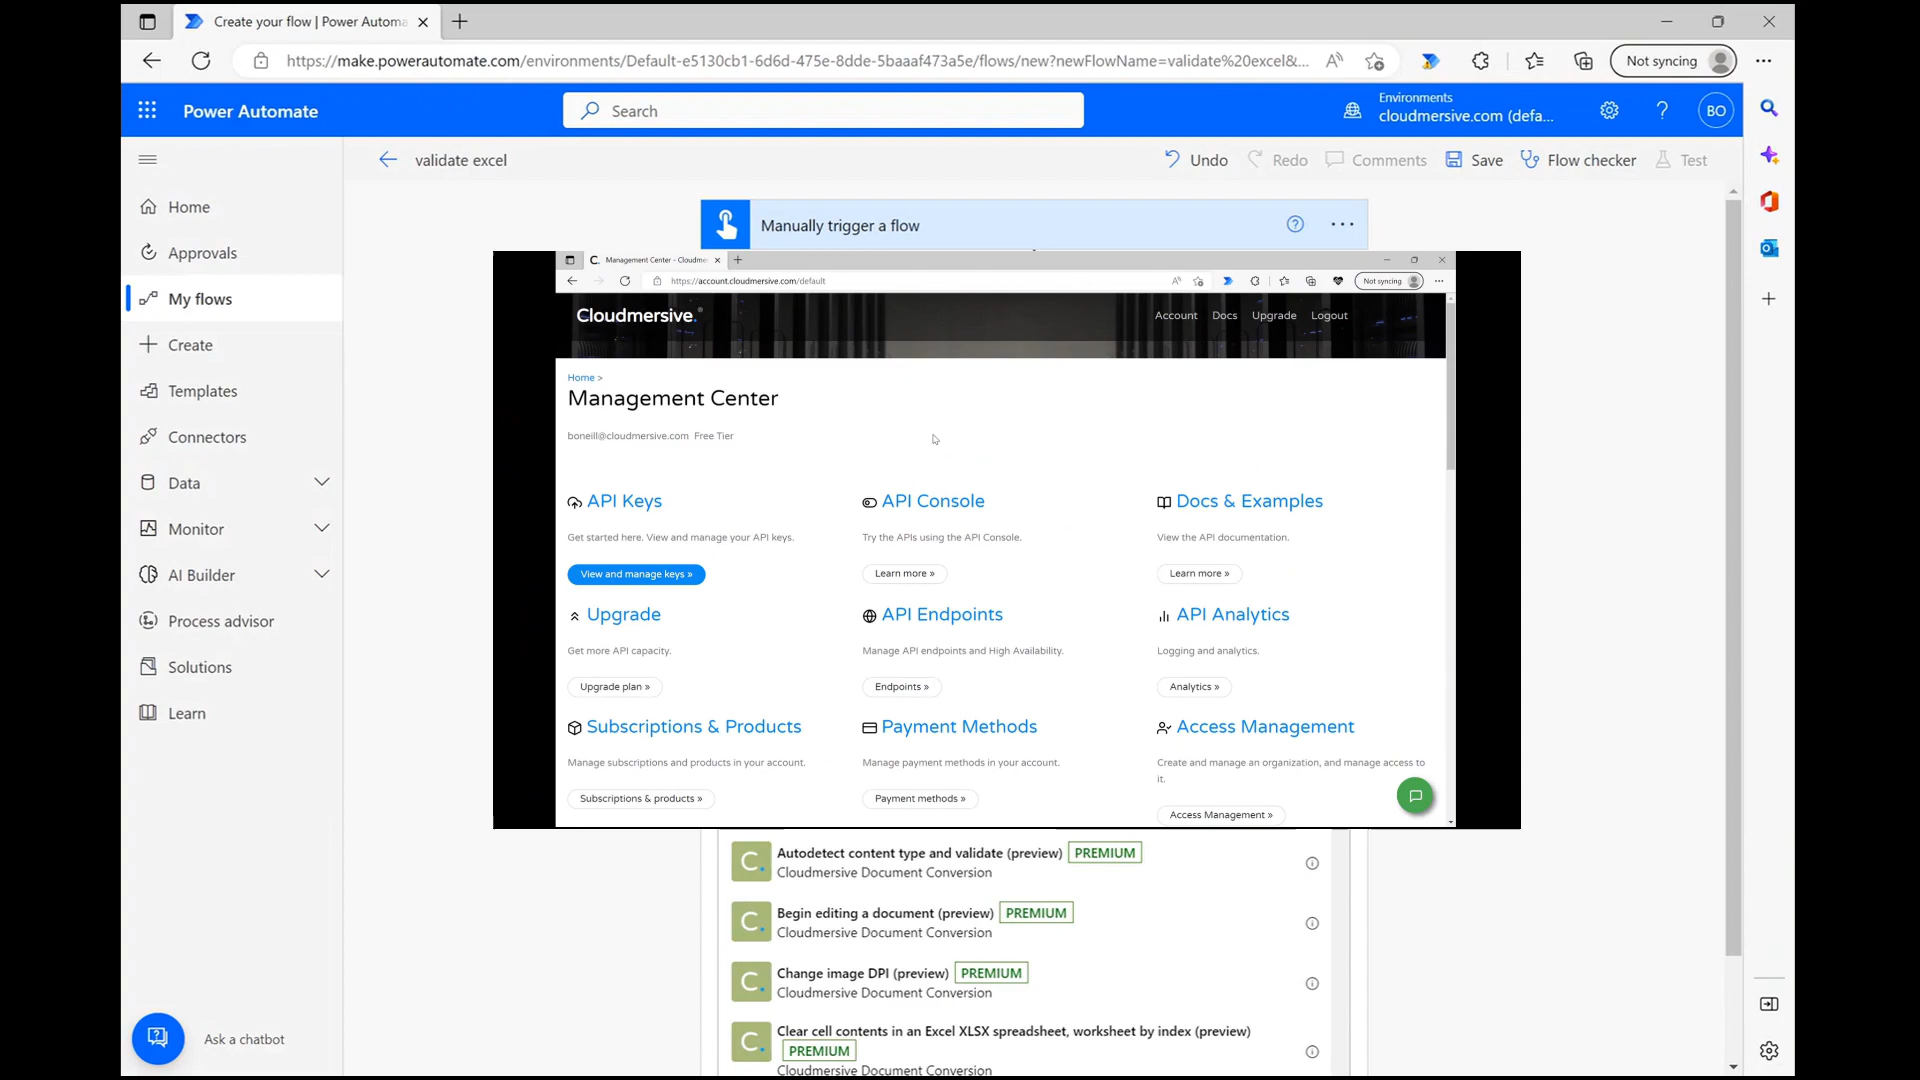 Create your flow | Power Automa
https://make.powerautomate.com/environments/Default-e5130cb1-6d6d-475e-8dde-5baaaf473a5e/flows/new?newFlowName=validate%20excel&...
Not syncing
Power Automate
Search
Environments
cloudmersive.com (defa...
BO
validate excel
Undo
Redo
Comments
Save
Flow checker
Test
Home
Approvals
My flows
Create
Templates
Connectors
Data
Monitor
AI Builder
Process advisor
Solutions
Learn
Ask a chatbot
Manually trigger a flow
Management Center - Cloudme
https://account.cloudmersive.com/default
Not syncing
Cloudmersive.
Account Docs Upgrade Logout
Home >
Management Center
boneill@cloudmersive.com Free Tier
API Keys
Get started here. View and manage your API keys.
View and manage keys »
API Console
Try the APIs using the API Console.
Learn more »
Docs & Examples
View the API documentation.
Learn more »
Upgrade
Get more API capacity.
Upgrade plan »
API Endpoints
Manage API endpoints and High Availability.
Endpoints »
API Analytics
Logging and analytics.
Analytics »
Subscriptions & Products
Manage subscriptions and products in your account.
Subscriptions & products »
Payment Methods
Manage payment methods in your account.
Payment methods »
Access Management
Create and manage an organization, and manage access to
it.
Access Management »
C. Autodetect content type and validate (preview) PREMIUM
Cloudmersive Document Conversion
C. Begin editing a document (preview) PREMIUM
Cloudmersive Document Conversion
C. Change image DPI (preview) PREMIUM
Cloudmersive Document Conversion
C. Clear cell contents in an Excel XLSX spreadsheet, worksheet by index (preview)
PREMIUM
Cloudmersive Document Conversion